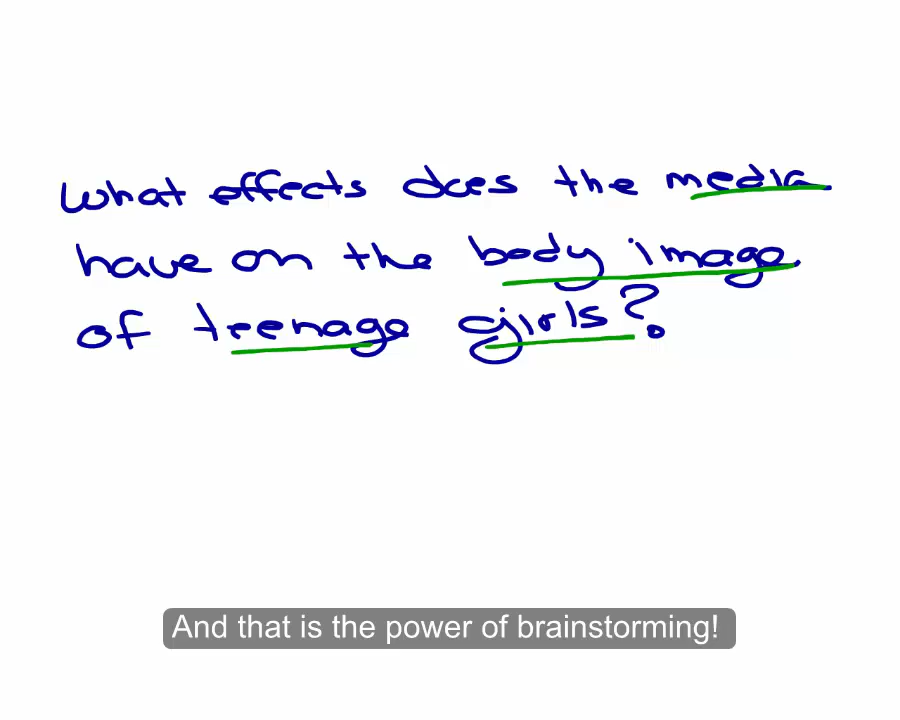 What effects does the media
have on the body image
of teenage girls?
And that is the power of brainstorming!